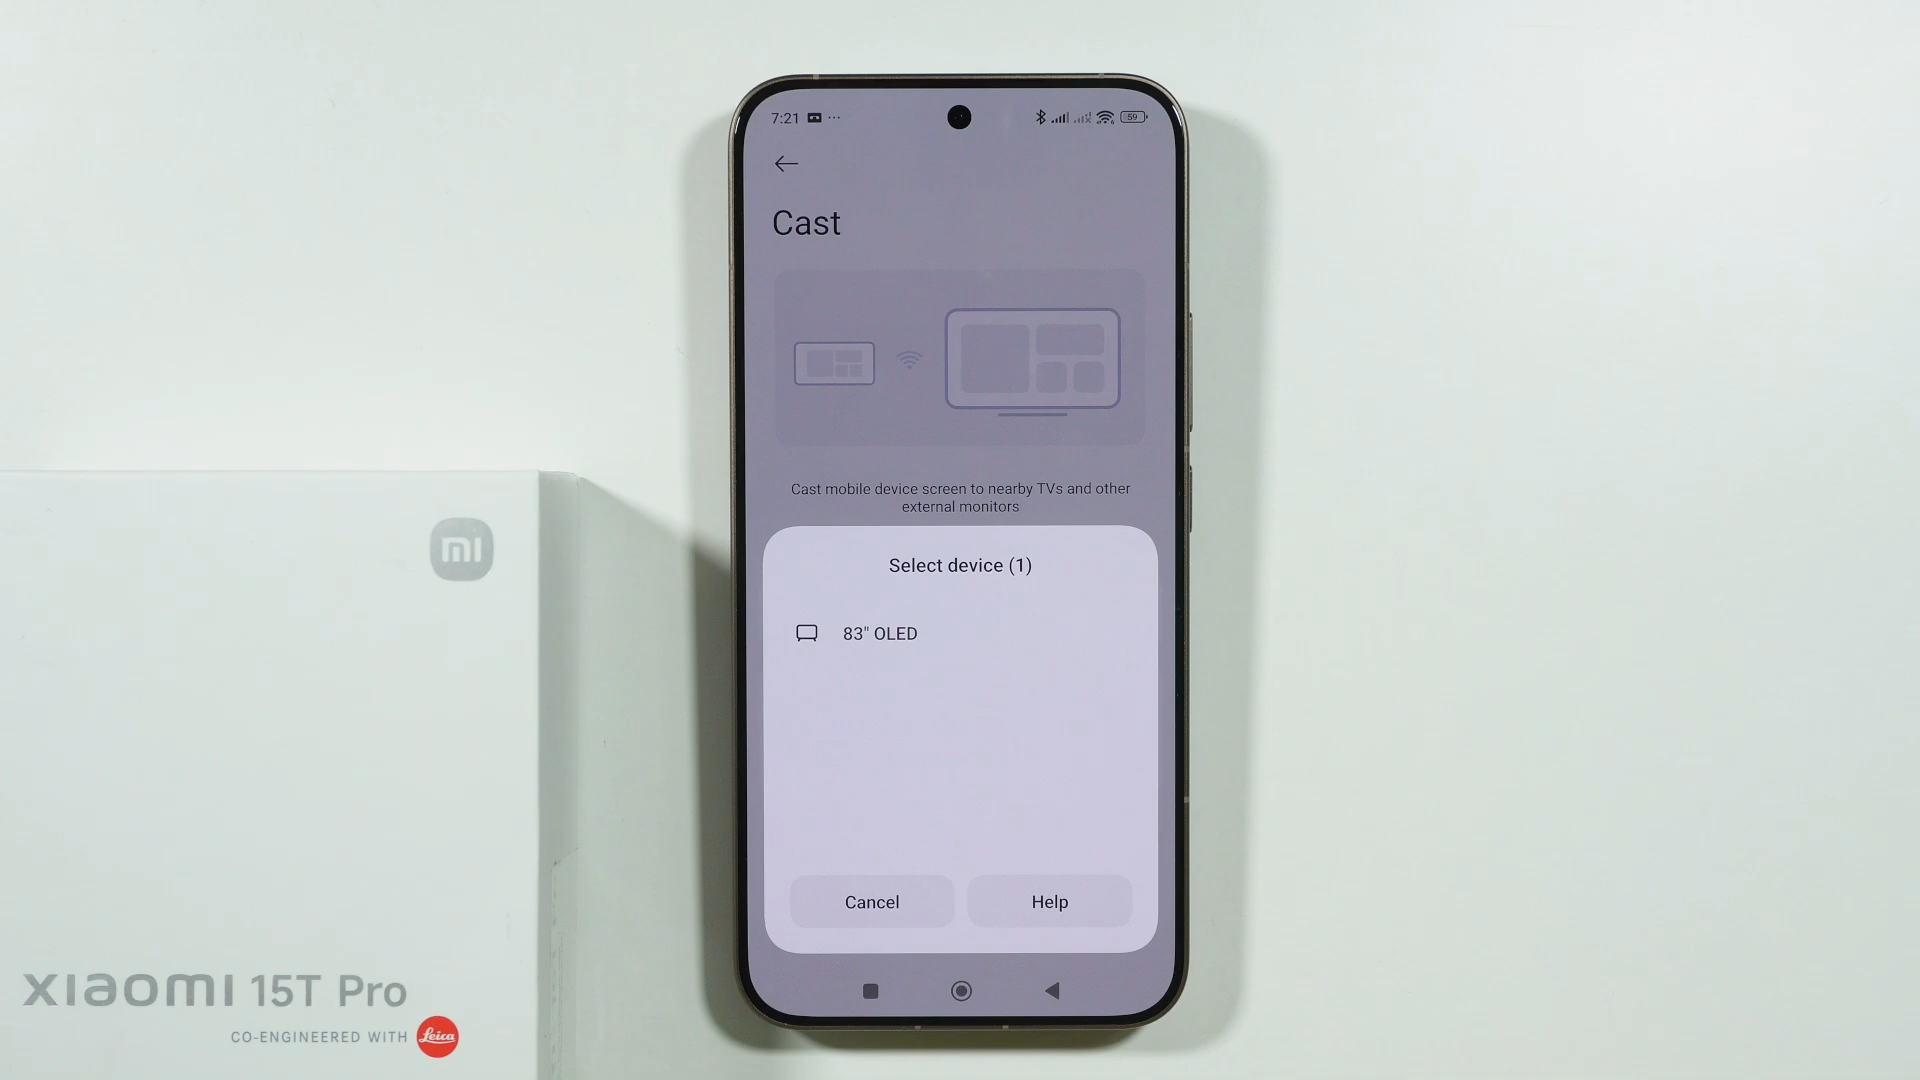 7:21
59
Cast
Cast mobile device screen to nearby TVs and other
external monitors
Select device (1)
83" OLED
Cancel
Help
mi
xiaomi 15T Pro
CO-ENGINEERED WITH Leica